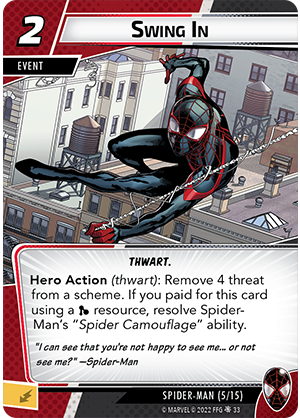 2
SWING IN
EVENT
THWART.
Hero Action (thwart): Remove 4 threat
from a scheme. If you paid for this card
using a resource, resolve Spider-
Man's “Spider Camouflage” ability.
"I can see that you're not happy to see me... or not
see me?" —Spider-Man
SPIDER-MAN (5/15)
© MARVEL © 2022 FFG 33